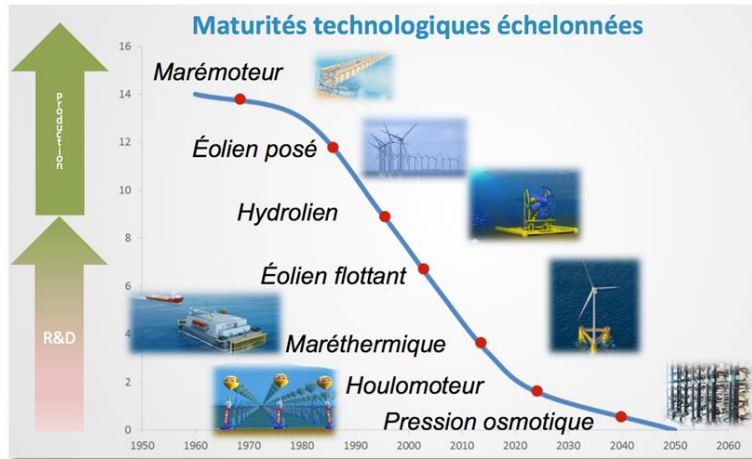 Maturités technologiques échelonnées
Production
R&D
16
14
12
10
8
6
4
2
0
Marémoteur
Éolien posé
Hydrolien
Éolien flottant
Maréthermique
Houlomoteur
Pression osmotique
1950 1960 1970 1980 1990 2000 2010 2020 2030 2040 2050 2060